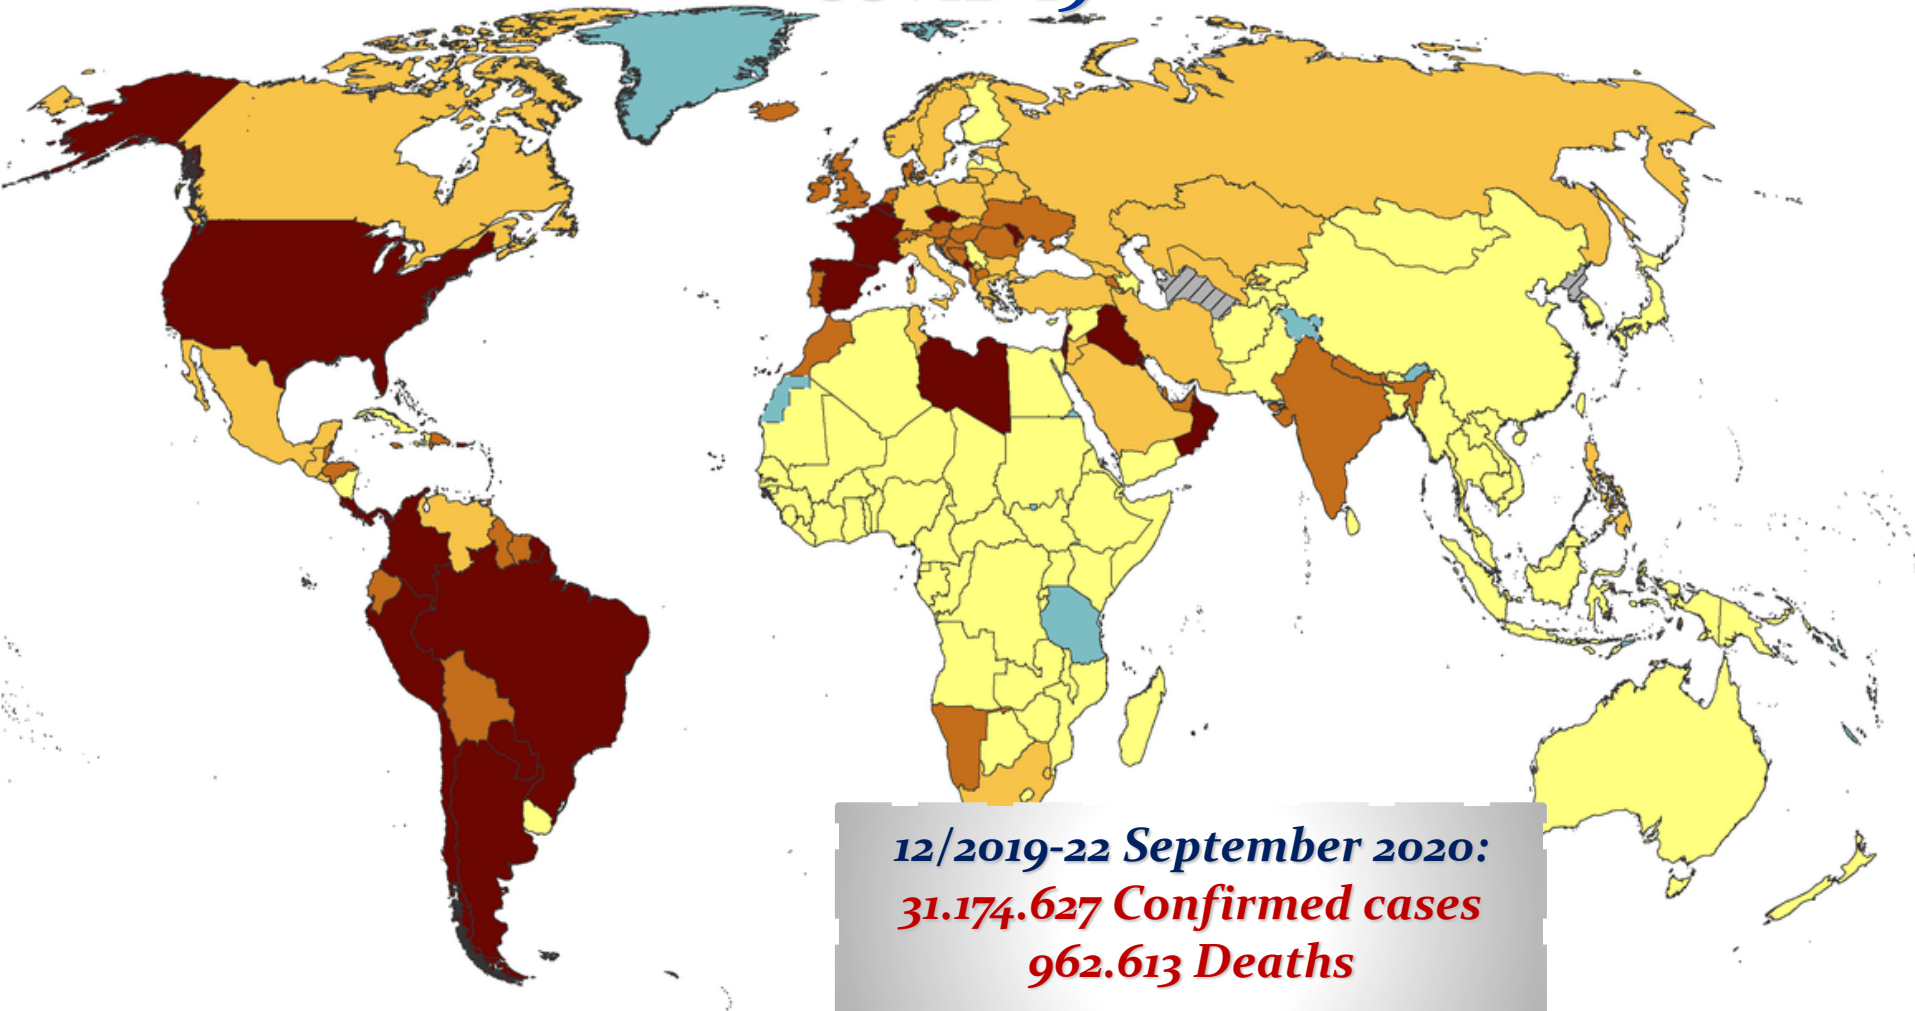 12/2019-22 September 2020:
31.174.627 Confirmed cases
962.613 Deaths